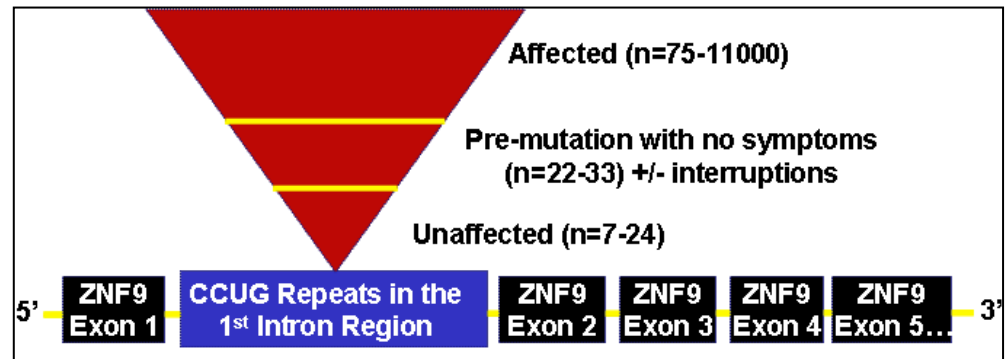 Affected (n=75-11000)
Pre-mutation with no symptoms
(n=22-33) +/- interruptions
Unaffected (n=7-24)
5’
ZNF9
Exon 1
CCUG Repeats in the
1st Intron Region
ZNF9
Exon 2
ZNF9
Exon 3
ZNF9
Exon 4
ZNF9
Exon 5...
3’